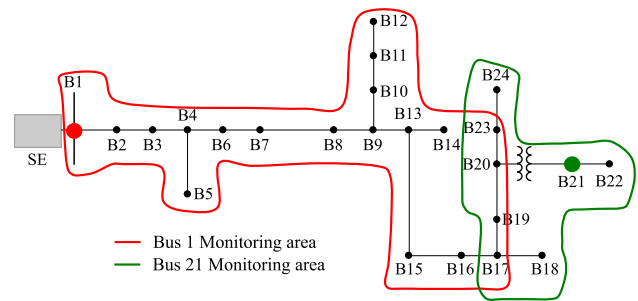 B12
B11
B10
B24
B1
B4
B13
B23
SE
B2
B3
B6
B7
B8
B9
B14
B20
B21
B22
B5
B19
Bus 1 Monitoring area
Bus 21 Monitoring area
B15
B16
B17
B18